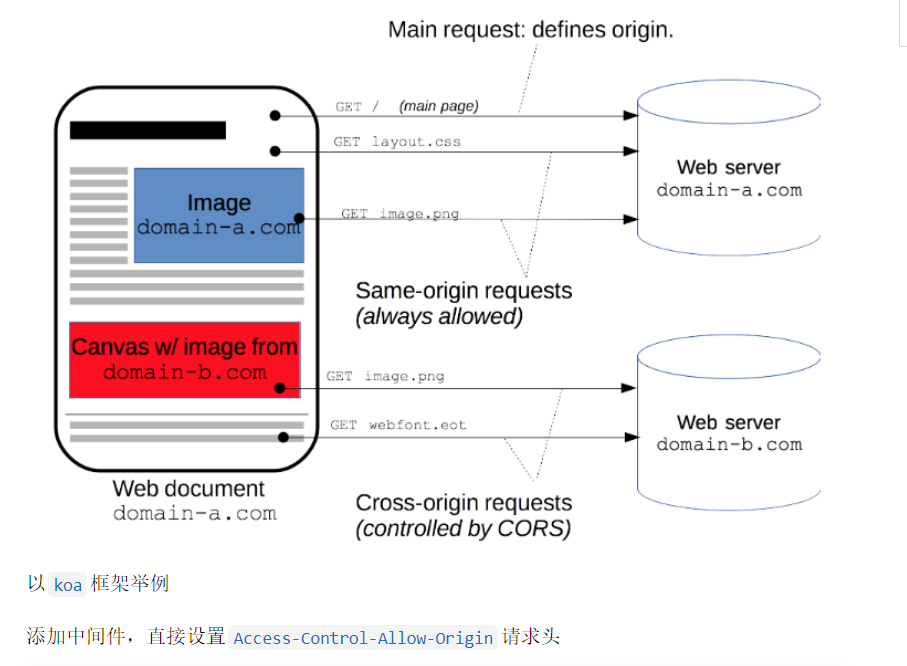 Main request: defines origin.
GET / (main page)
GET layout.css
Web server
domain-a.com
Image
domain-a.com
GET image.png
Same-origin requests
(always allowed)
Canvas w/ image from
domain-b.com
GET image.png
GET webfont.eot
Web server
domain-b.com
Web document
domain-a.com
Cross-origin requests
(controlled by CORS)
以 koa 框架举例
添加中间件，直接设置 Access-Control-Allow-Origin 请求头